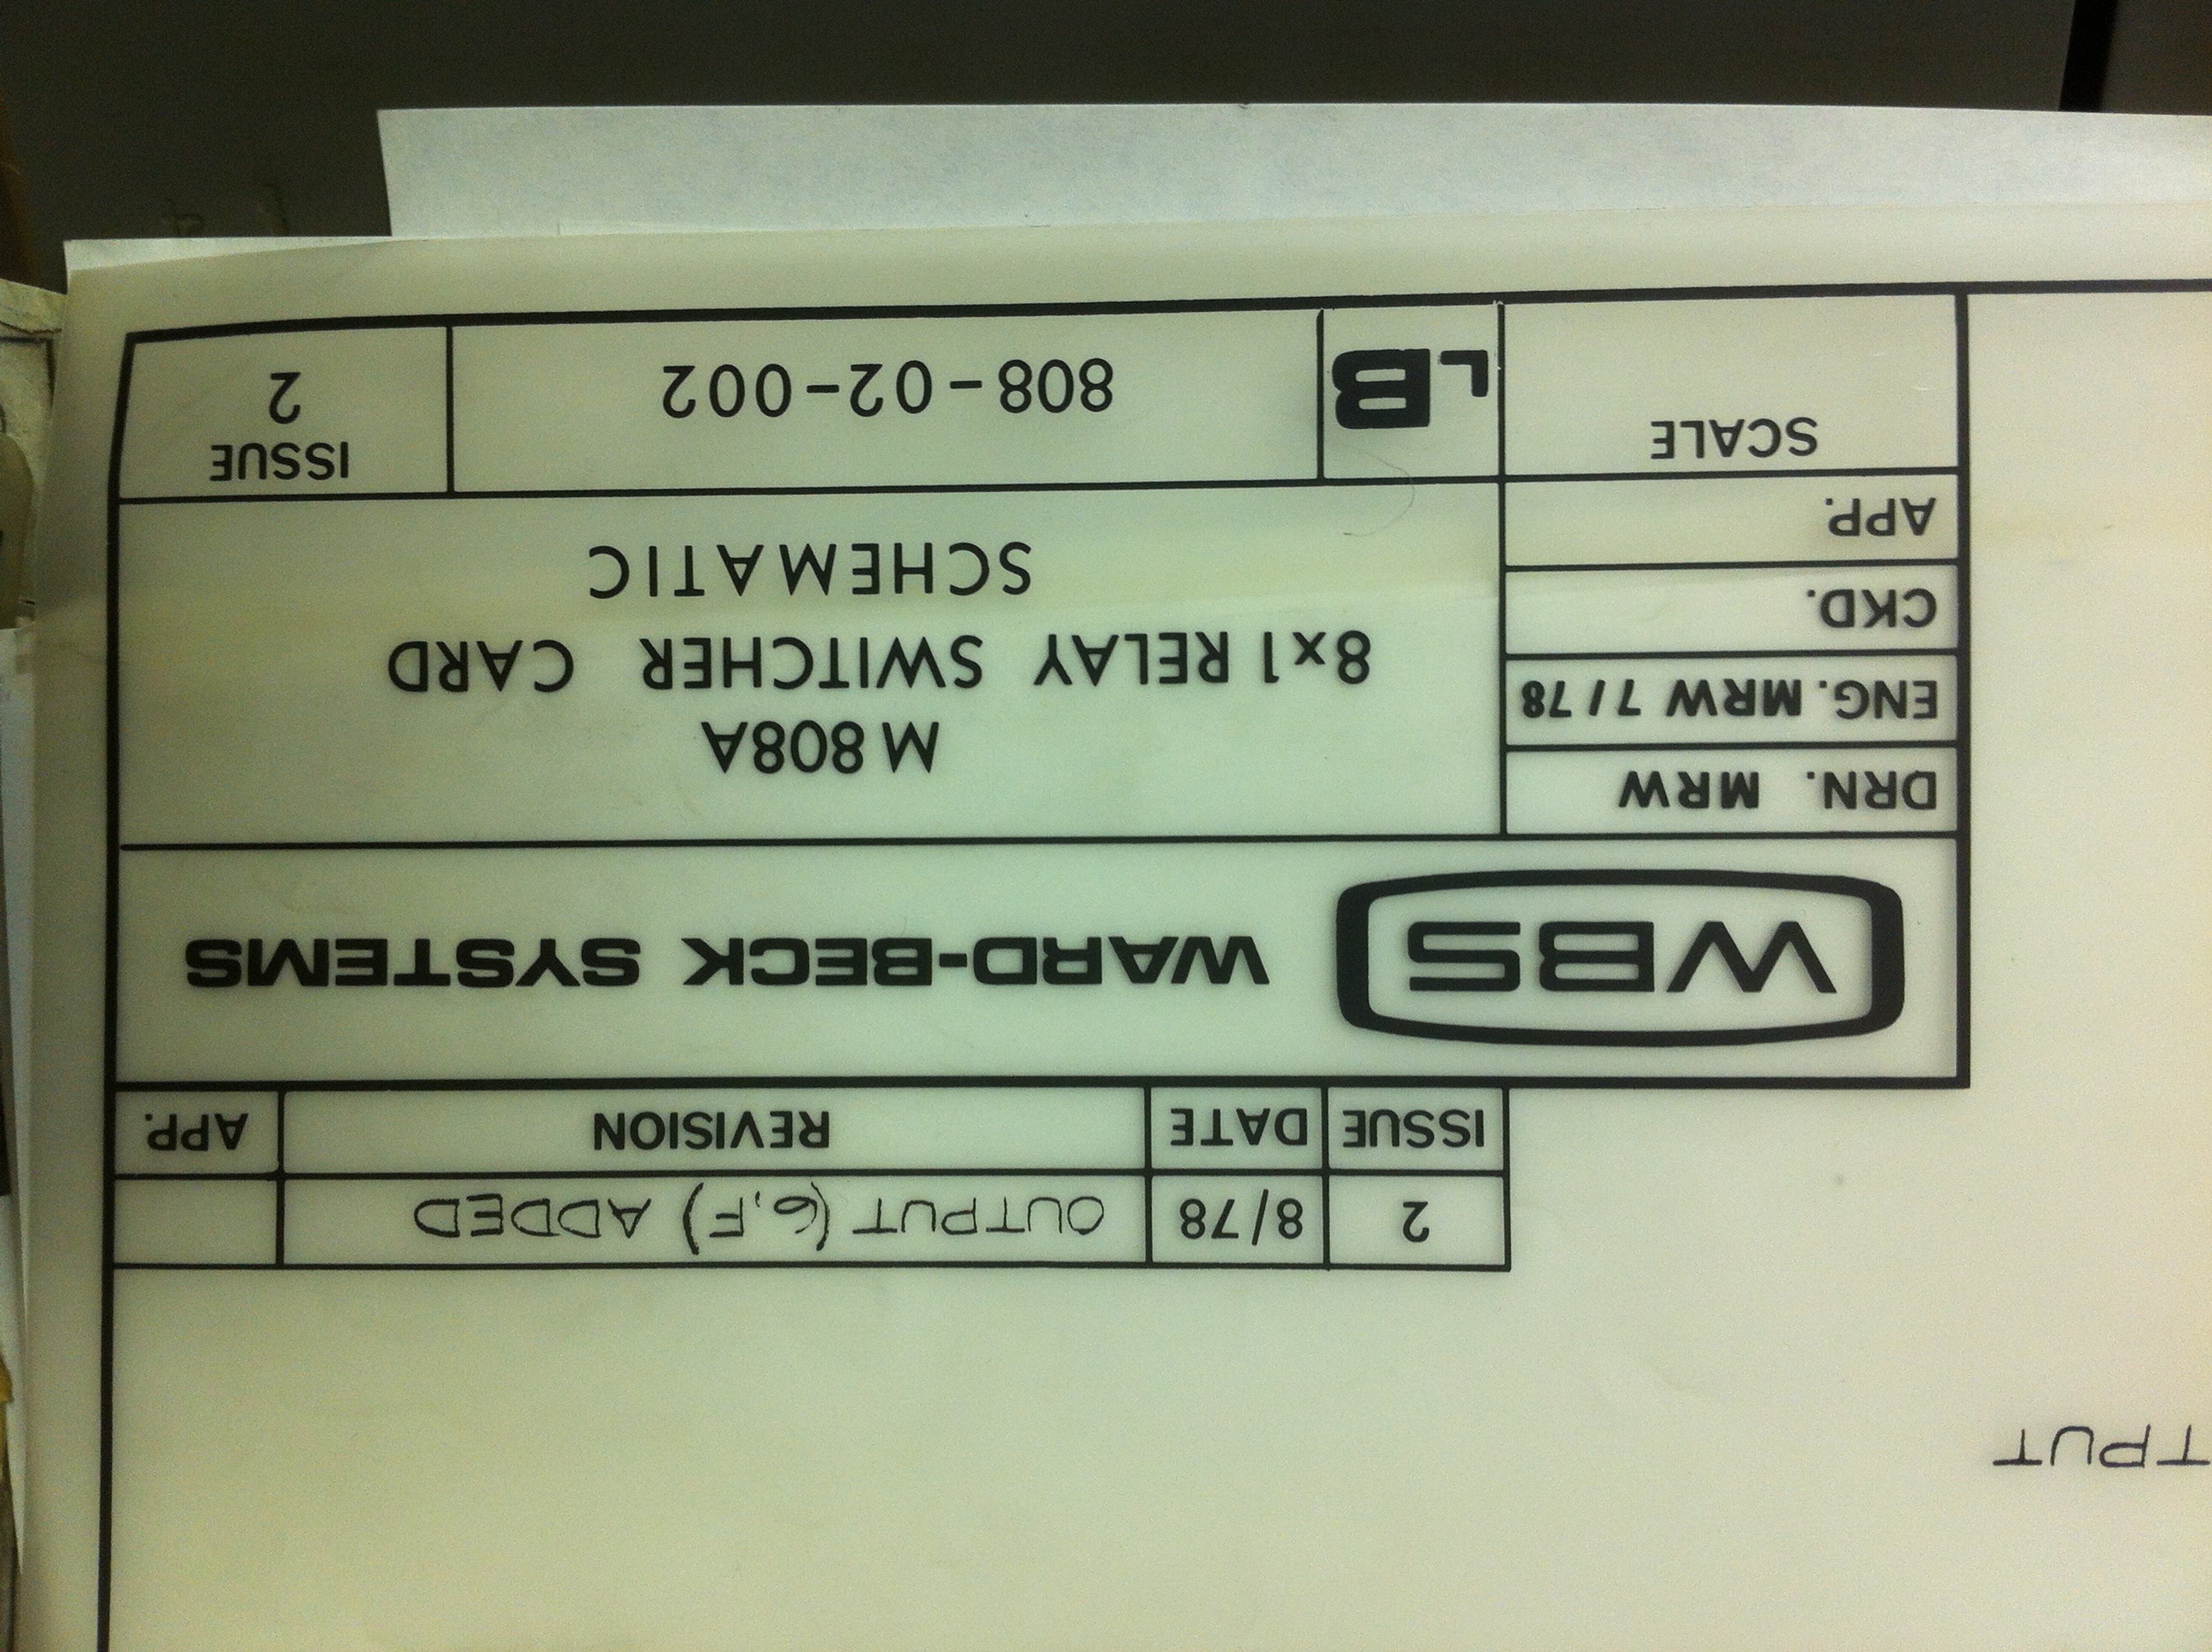 TPUT
2 8/78 OUTPUT (6,F) ADDED
ISSUE DATE REVISION APP.
WBS WARD-BECK SYSTEMS
DRN. MRW
ENG. MRW 7/78
CKD.
APP.
SCALE
M 808A
8x1 RELAY SWITCHER CARD
SCHEMATIC
LB
808-02-002
ISSUE
2